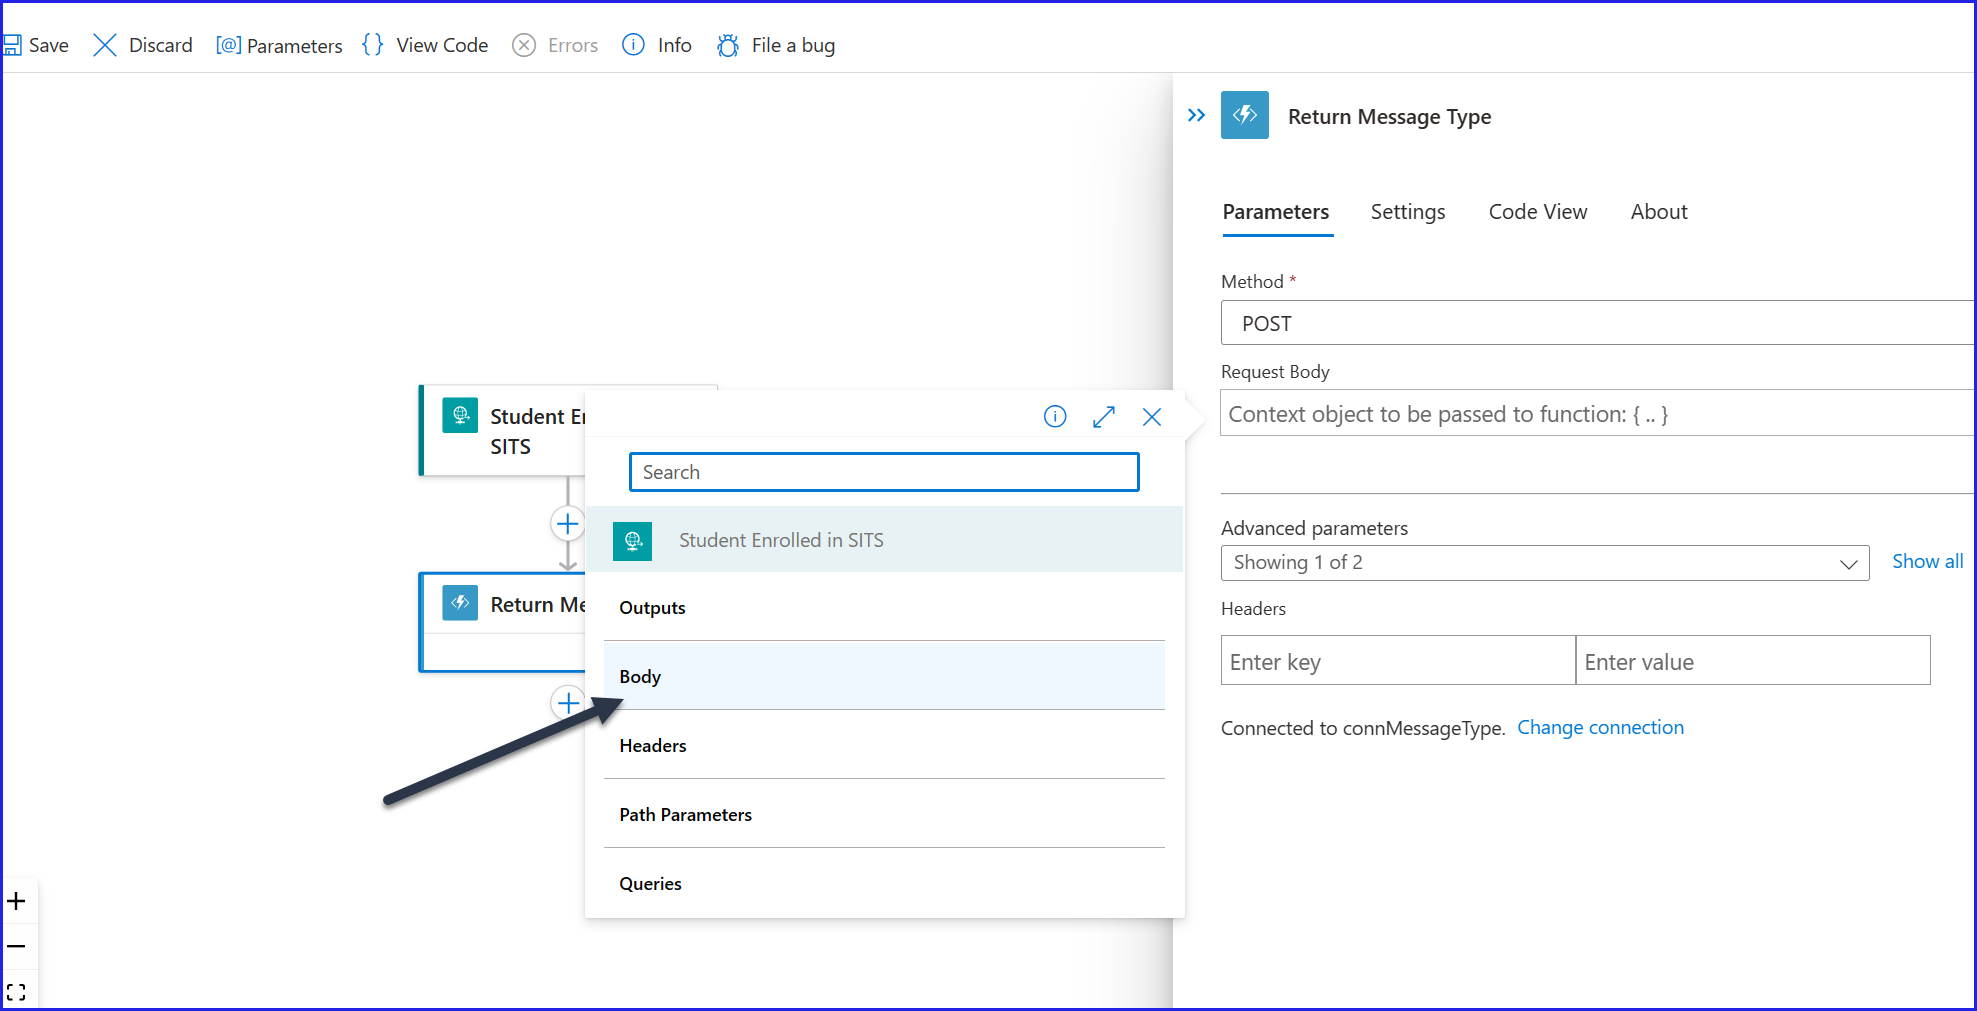 Save
Discard
[@] Parameters
{ } View Code
Errors
Info
File a bug
Return Message Type
Parameters
Settings
Code View
About
Method *
POST
Request Body
Context object to be passed to function: { .. }
Advanced parameters
Showing 1 of 2
Show all
Headers
Enter key
Enter value
Connected to connMessageType. Change connection
Student
SITS
Return
Search
Student Enrolled in SITS
Outputs
Body
Headers
Path Parameters
Queries